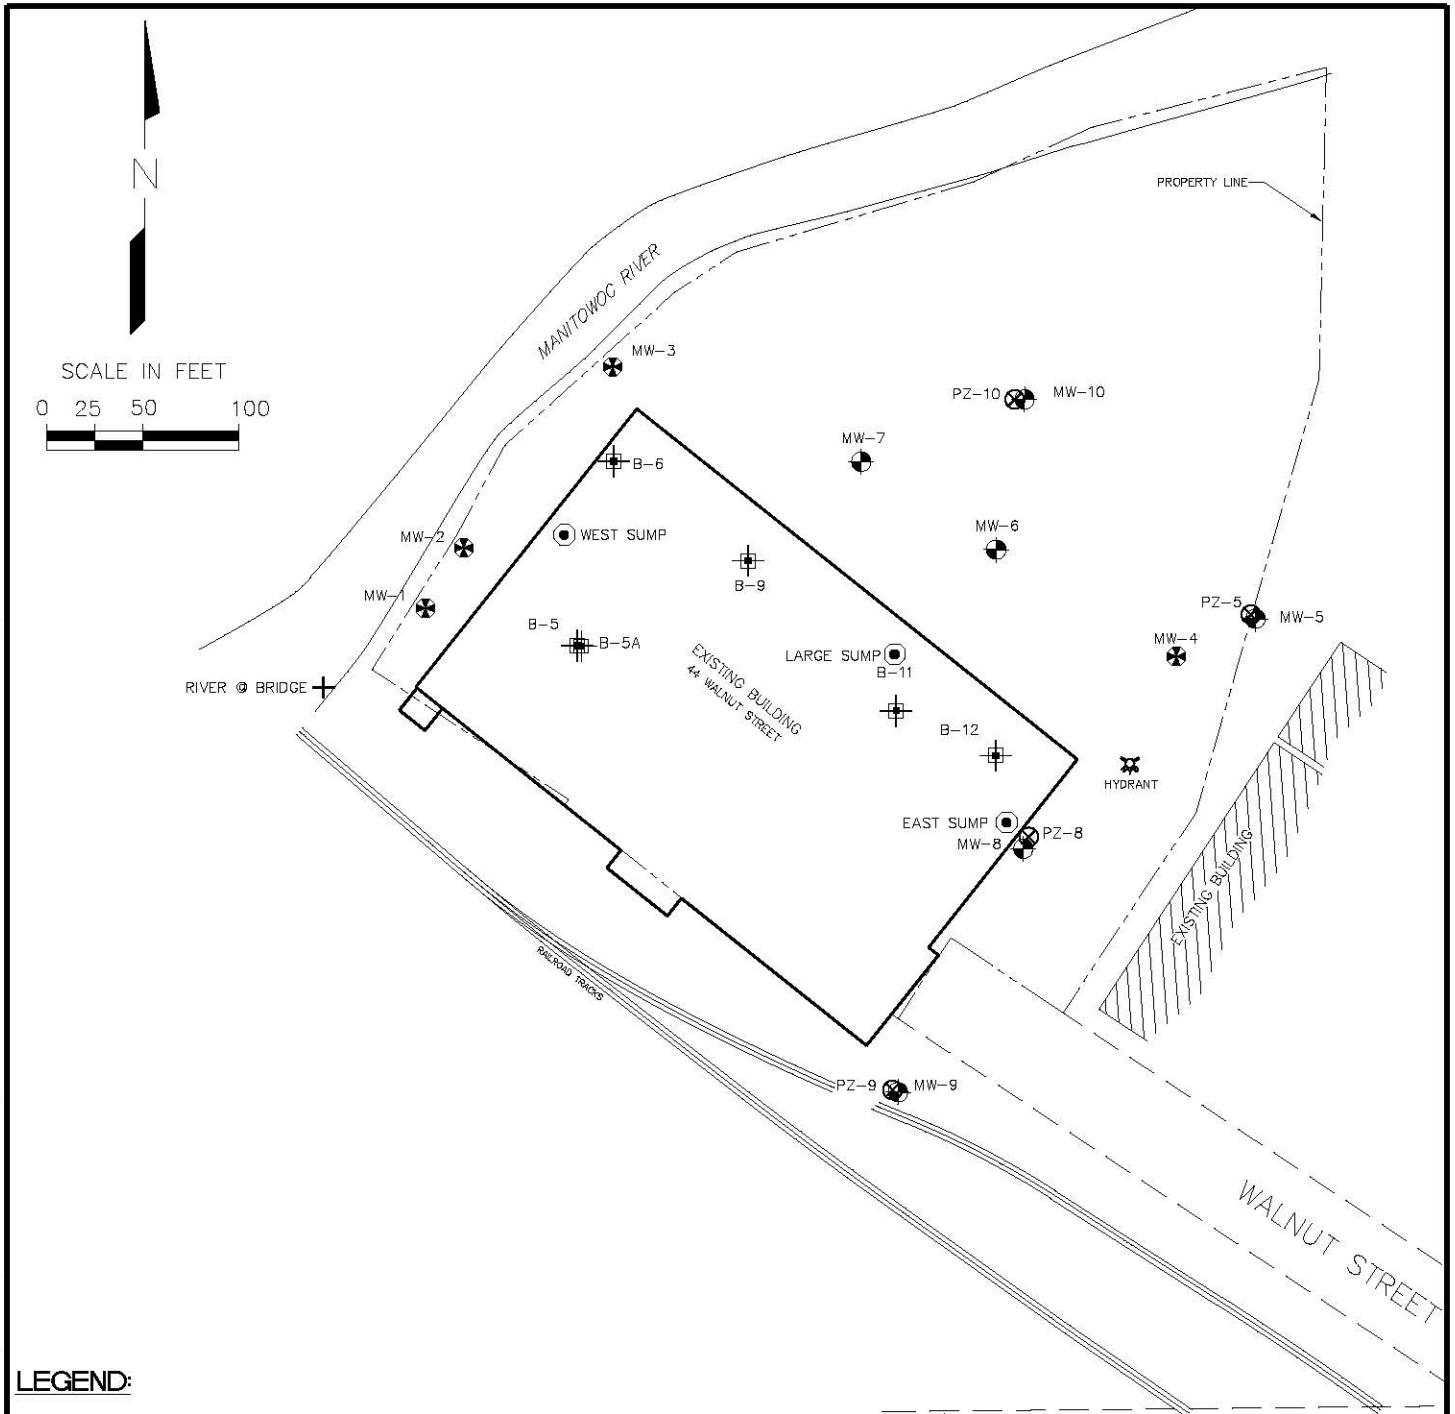 N
SCALE IN FEET
0 25 50 100
PROPERTY LINE
MANITOWOC RIVER
MW-3
PZ-10
MW-10
MW-7
B-6
MW-6
MW-2
WEST SUMP
B-9
MW-1
PZ-5
MW-5
B-5
B-5A
MW-4
LARGE SUMP
B-11
EXISTING BUILDING
44 WALNUT STREET
RIVER @ BRIDGE
B-12
HYDRANT
EAST SUMP
PZ-8
MW-8
EXISTING BUILDING
RAILROAD TRACKS
PZ-9
MW-9
WALNUT STREET
LEGEND: